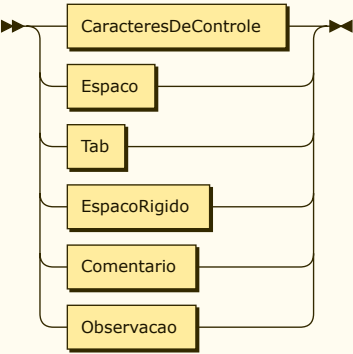 CaracteresDeControle
Espaco
Tab
EspacoRigido
Comentario
Observacao